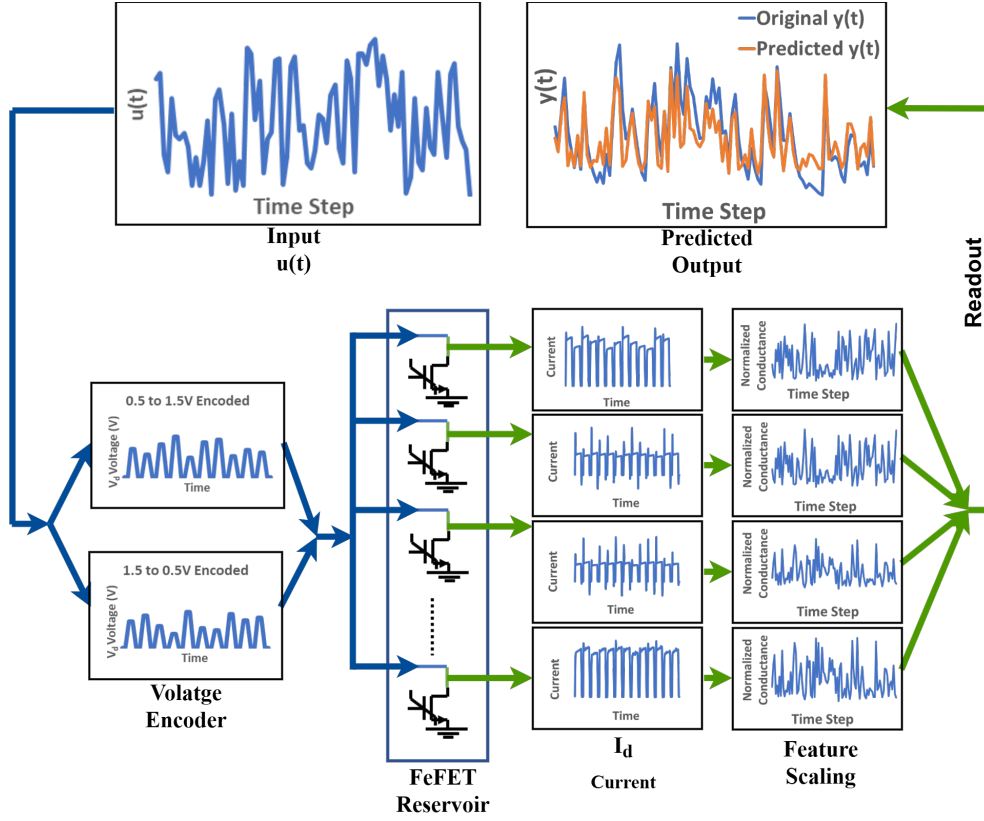 u(t)
Time Step
Input
u(t)
Original y(t)
Predicted y(t)
y(t)
Time Step
Predicted
Output
Readout
0.5 to 1.5V Encoded
Vd Voltage (V)
Time
1.5 to 0.5V Encoded
Vd Voltage (V)
Time
Volatge
Encoder
FeFET
Reservoir
Current
Time
Current
Time
Current
Time
Current
Time
Id
Current
Normalized
Conductance
Time Step
Normalized
Conductance
Time Step
Normalized
Conductance
Time Step
Normalized
Conductance
Time Step
Feature
Scaling